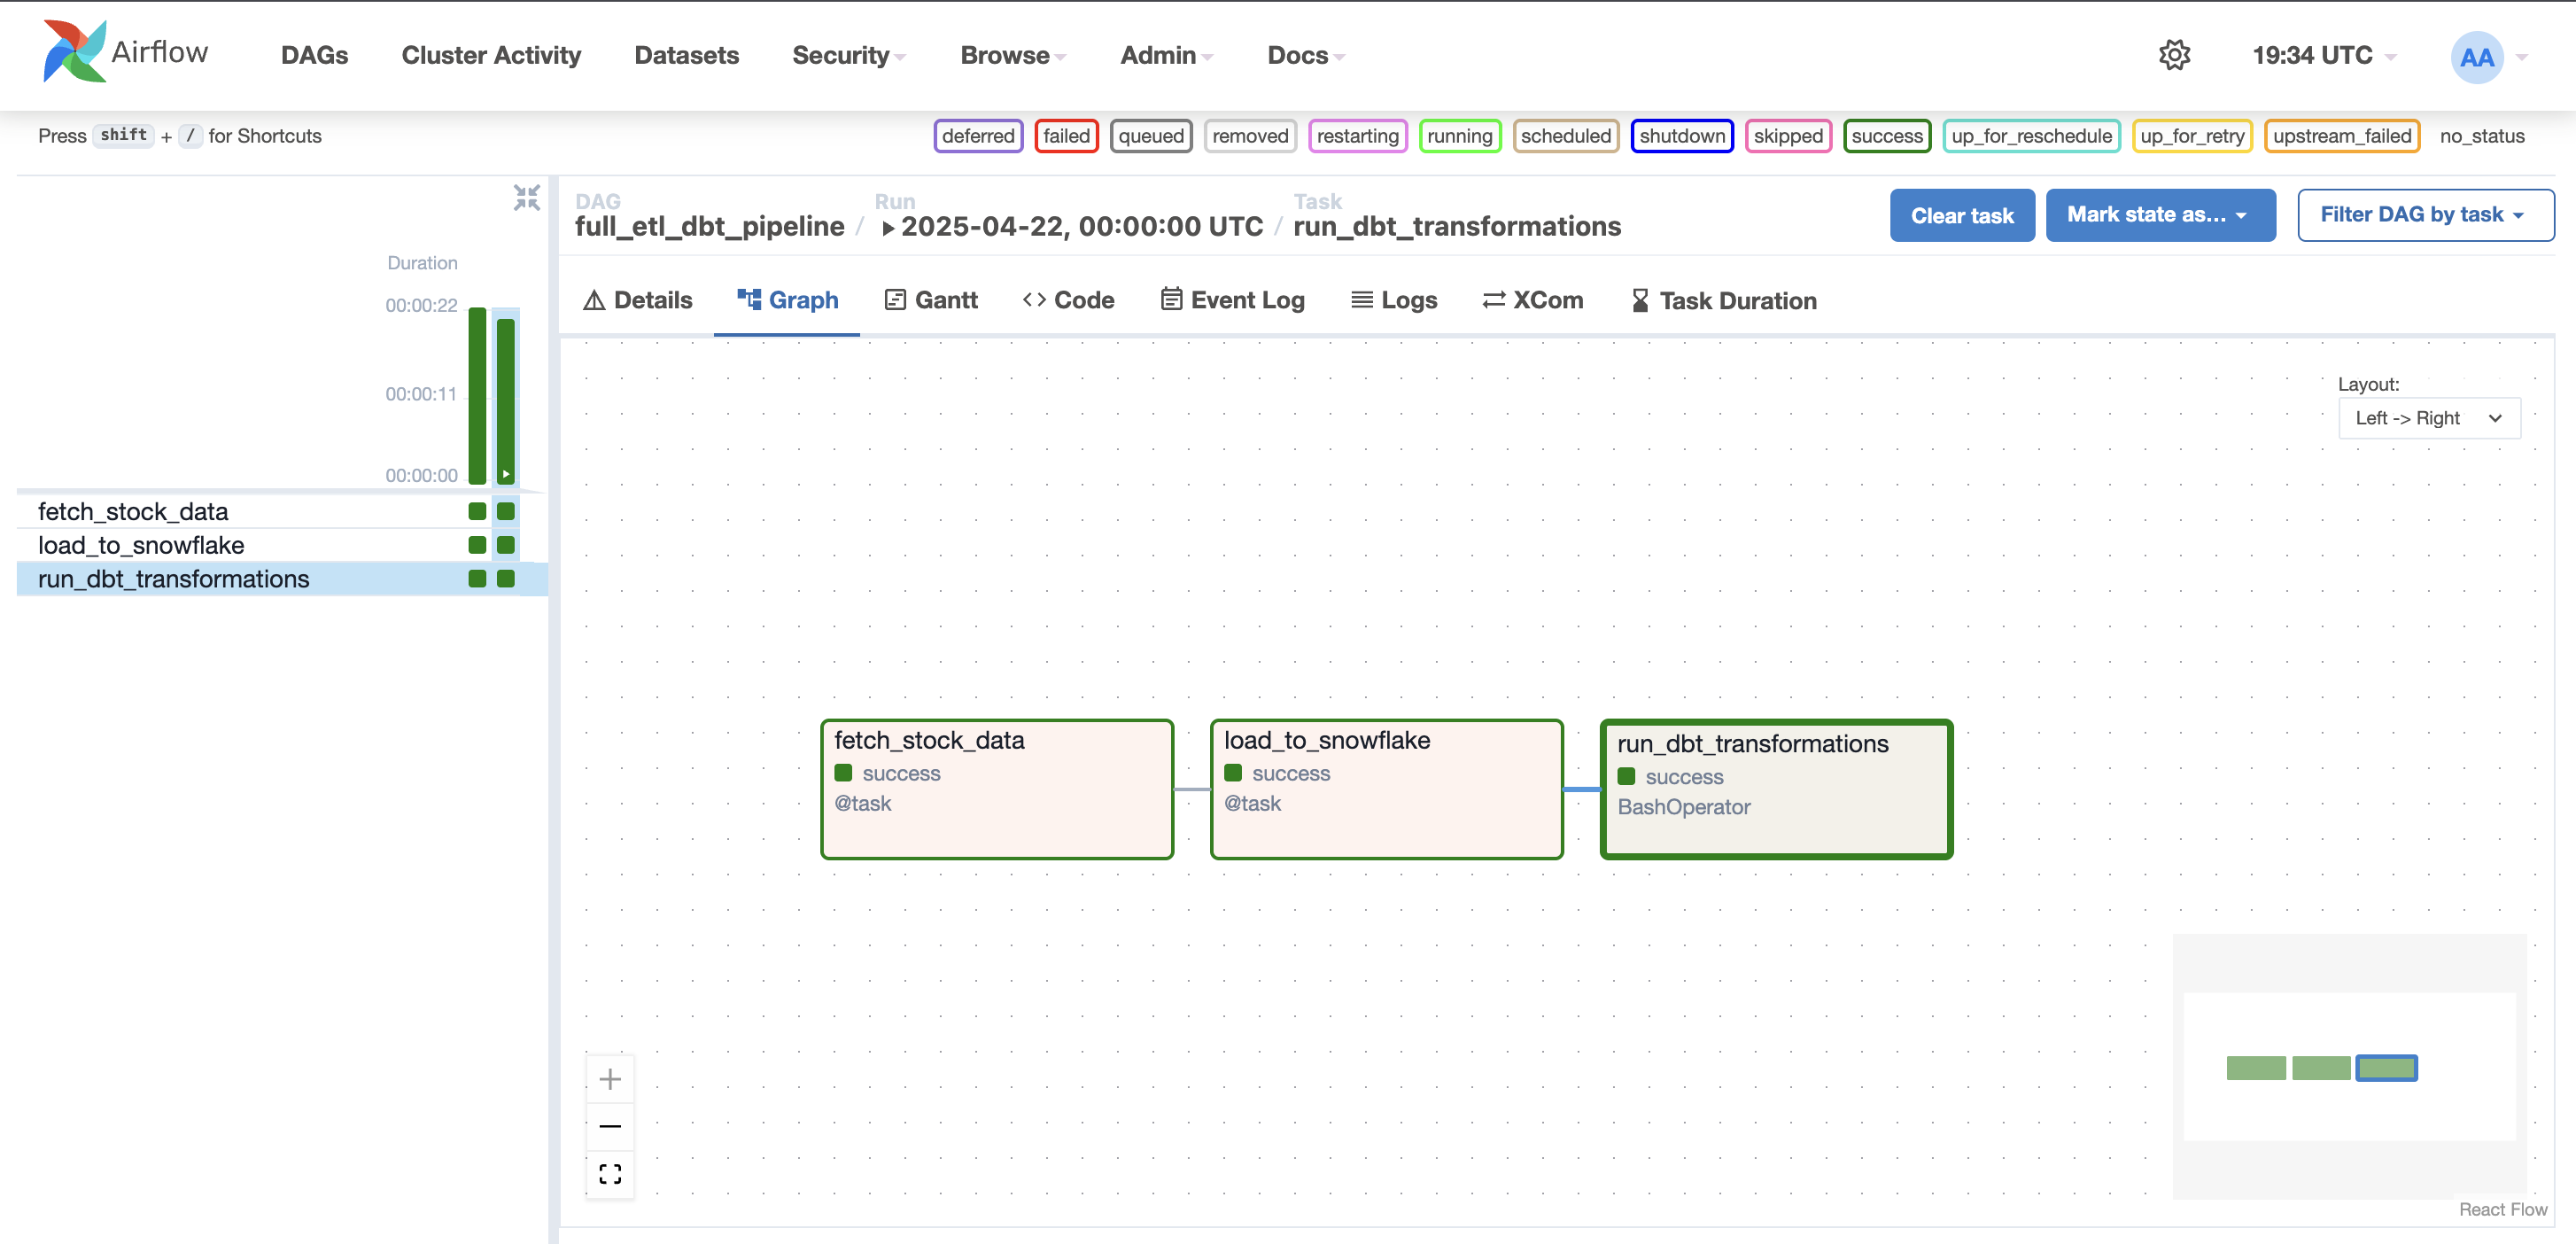 Airflow
DAGs Cluster Activity Datasets Security Browse Admin Docs 19:34 UTC AA
Press shift + / for Shortcuts
deferred failed queued removed restarting running scheduled shutdown skipped success up_for_reschedule up_for_retry upstream_failed no_status
DAG Run Task
full_etl_dbt_pipeline / 2025-04-22, 00:00:00 UTC / run_dbt_transformations
Clear task Mark state as... Filter DAG by task
Duration
00:00:22
00:00:11
00:00:00
fetch_stock_data
load_to_snowflake
run_dbt_transformations
Details Graph Gantt Code Event Log Logs XCom Task Duration
Layout:
Left -> Right
fetch_stock_data
success
@task
load_to_snowflake
success
@task
run_dbt_transformations
success
BashOperator
React Flow